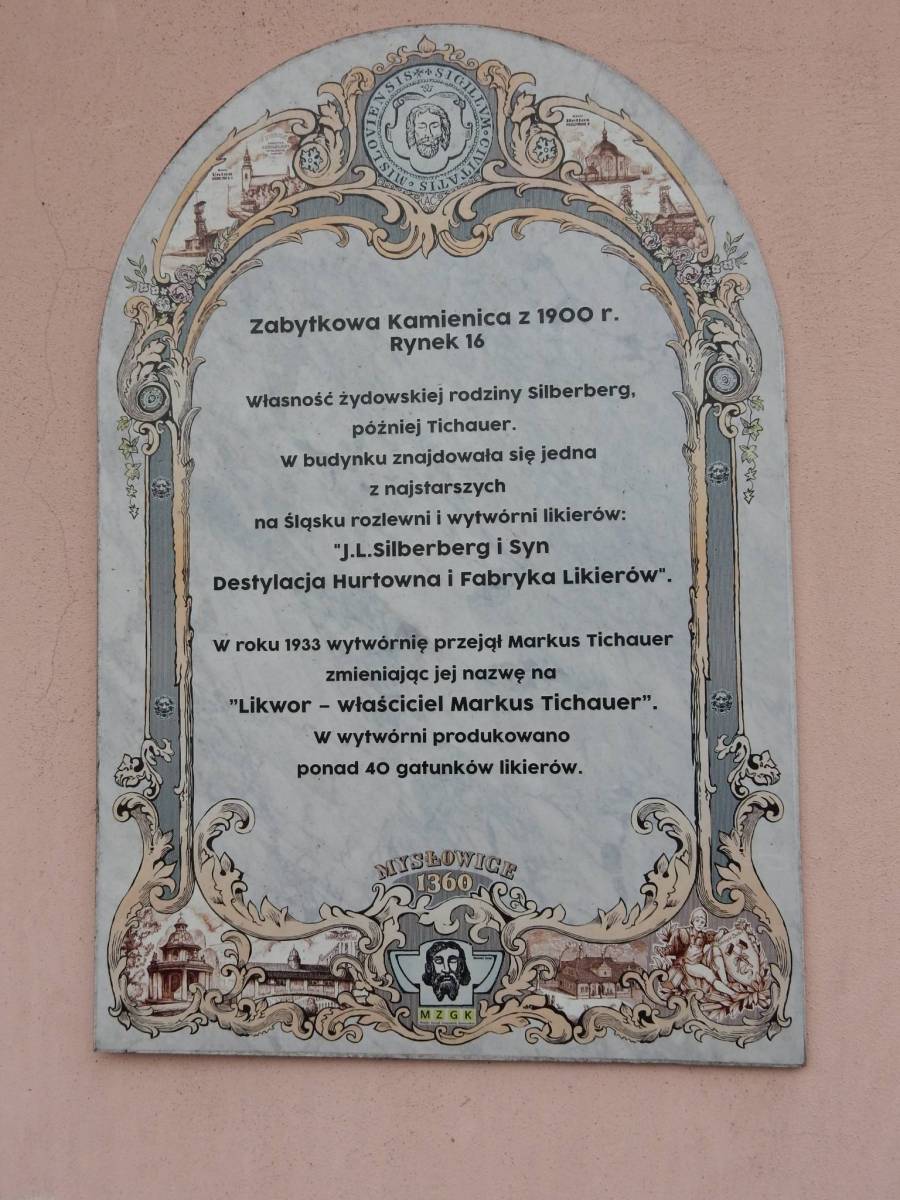 SIGILLVM CIVITATIS MISLOVIENSIS
Zabytkowa Kamienica z 1900 r.
Rynek 16
Własność żydowskiej rodziny Silberberg,
później Tichauer.
W budynku znajdowała się jedna
z najstarszych
na Śląsku rozlewni i wytwórni likierów:
"J.L.Silberberg i Syn
Destylacja Hurtowna i Fabryka Likierów".
W roku 1933 wytwórnię przejął Markus Tichauer
zmieniając jej nazwę na
”Likwor – właściciel Markus Tichauer”.
W wytwórni produkowano
ponad 40 gatunków likierów.
MYSŁOWICE
1360
MZGK